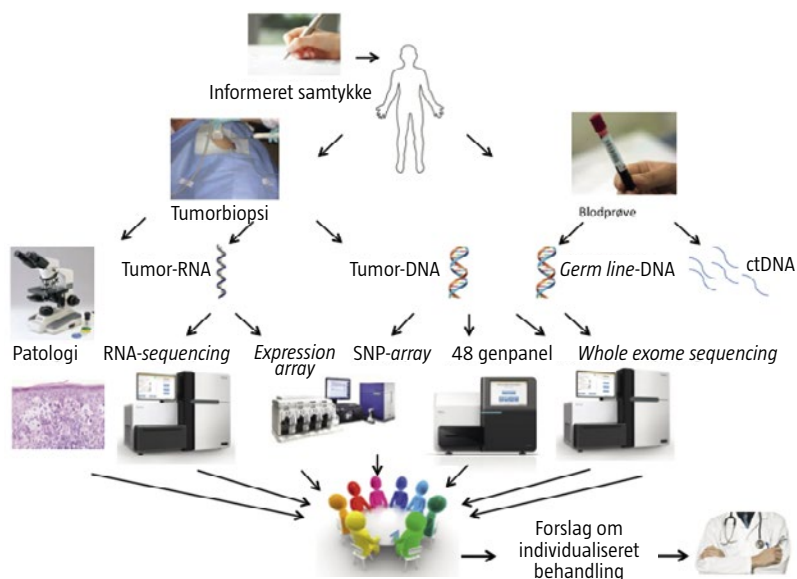 Informeret samtykke
Tumorbiopsi
Blodprøve
Tumor-RNA
Tumor-DNA
Germ line-DNA
ctDNA
Patologi
RNA-sequencing
Expression
array
SNP-array
48 genpanel
Whole exome sequencing
Forslag om
individualiseret
behandling